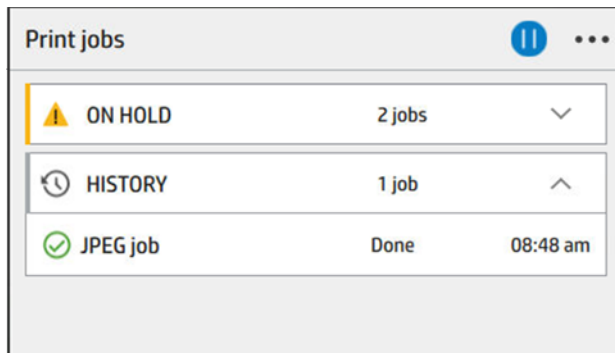 Print jobs
ON HOLD 2 jobs
HISTORY 1 job
JPEG job Done 08:48 am